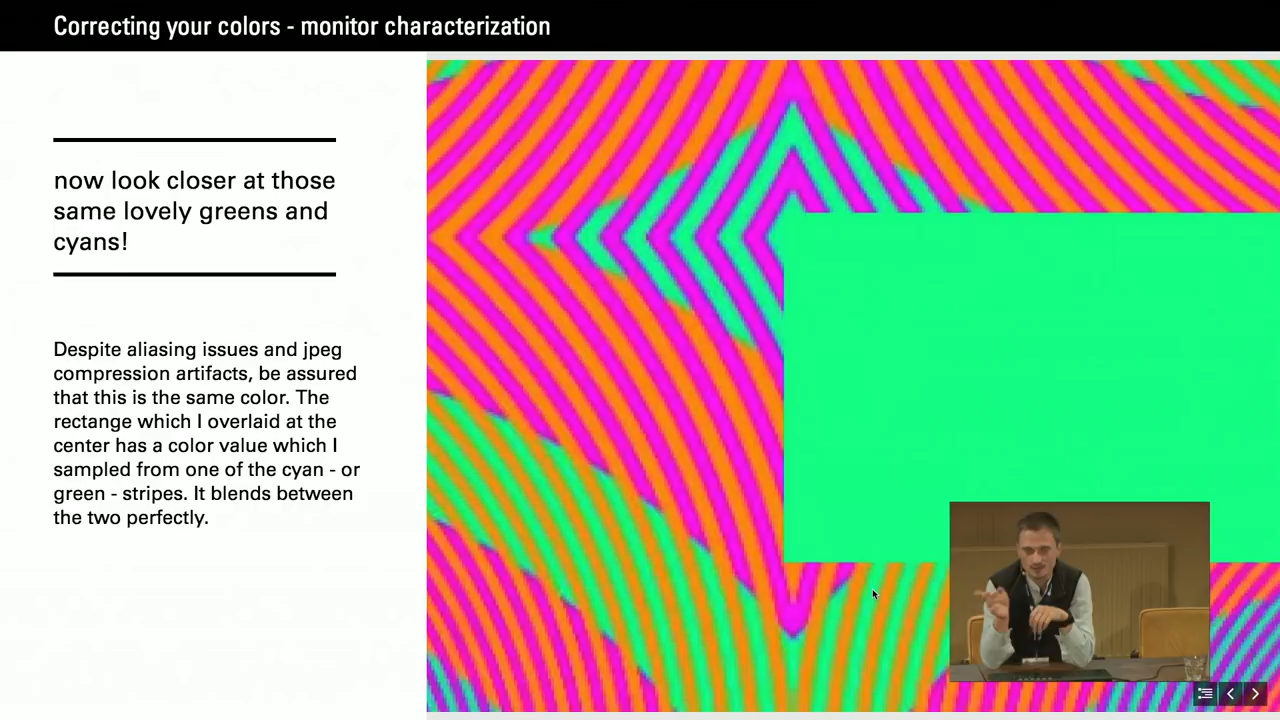 Correcting your colors - monitor characterization
now look closer at those
same lovely greens and
cyans!
Despite aliasing issues and jpeg
compression artifacts, be assured
that this is the same color. The
rectange which I overlaid at the
center has a color value which I
sampled from one of the cyan - or
green - stripes. It blends between
the two perfectly.